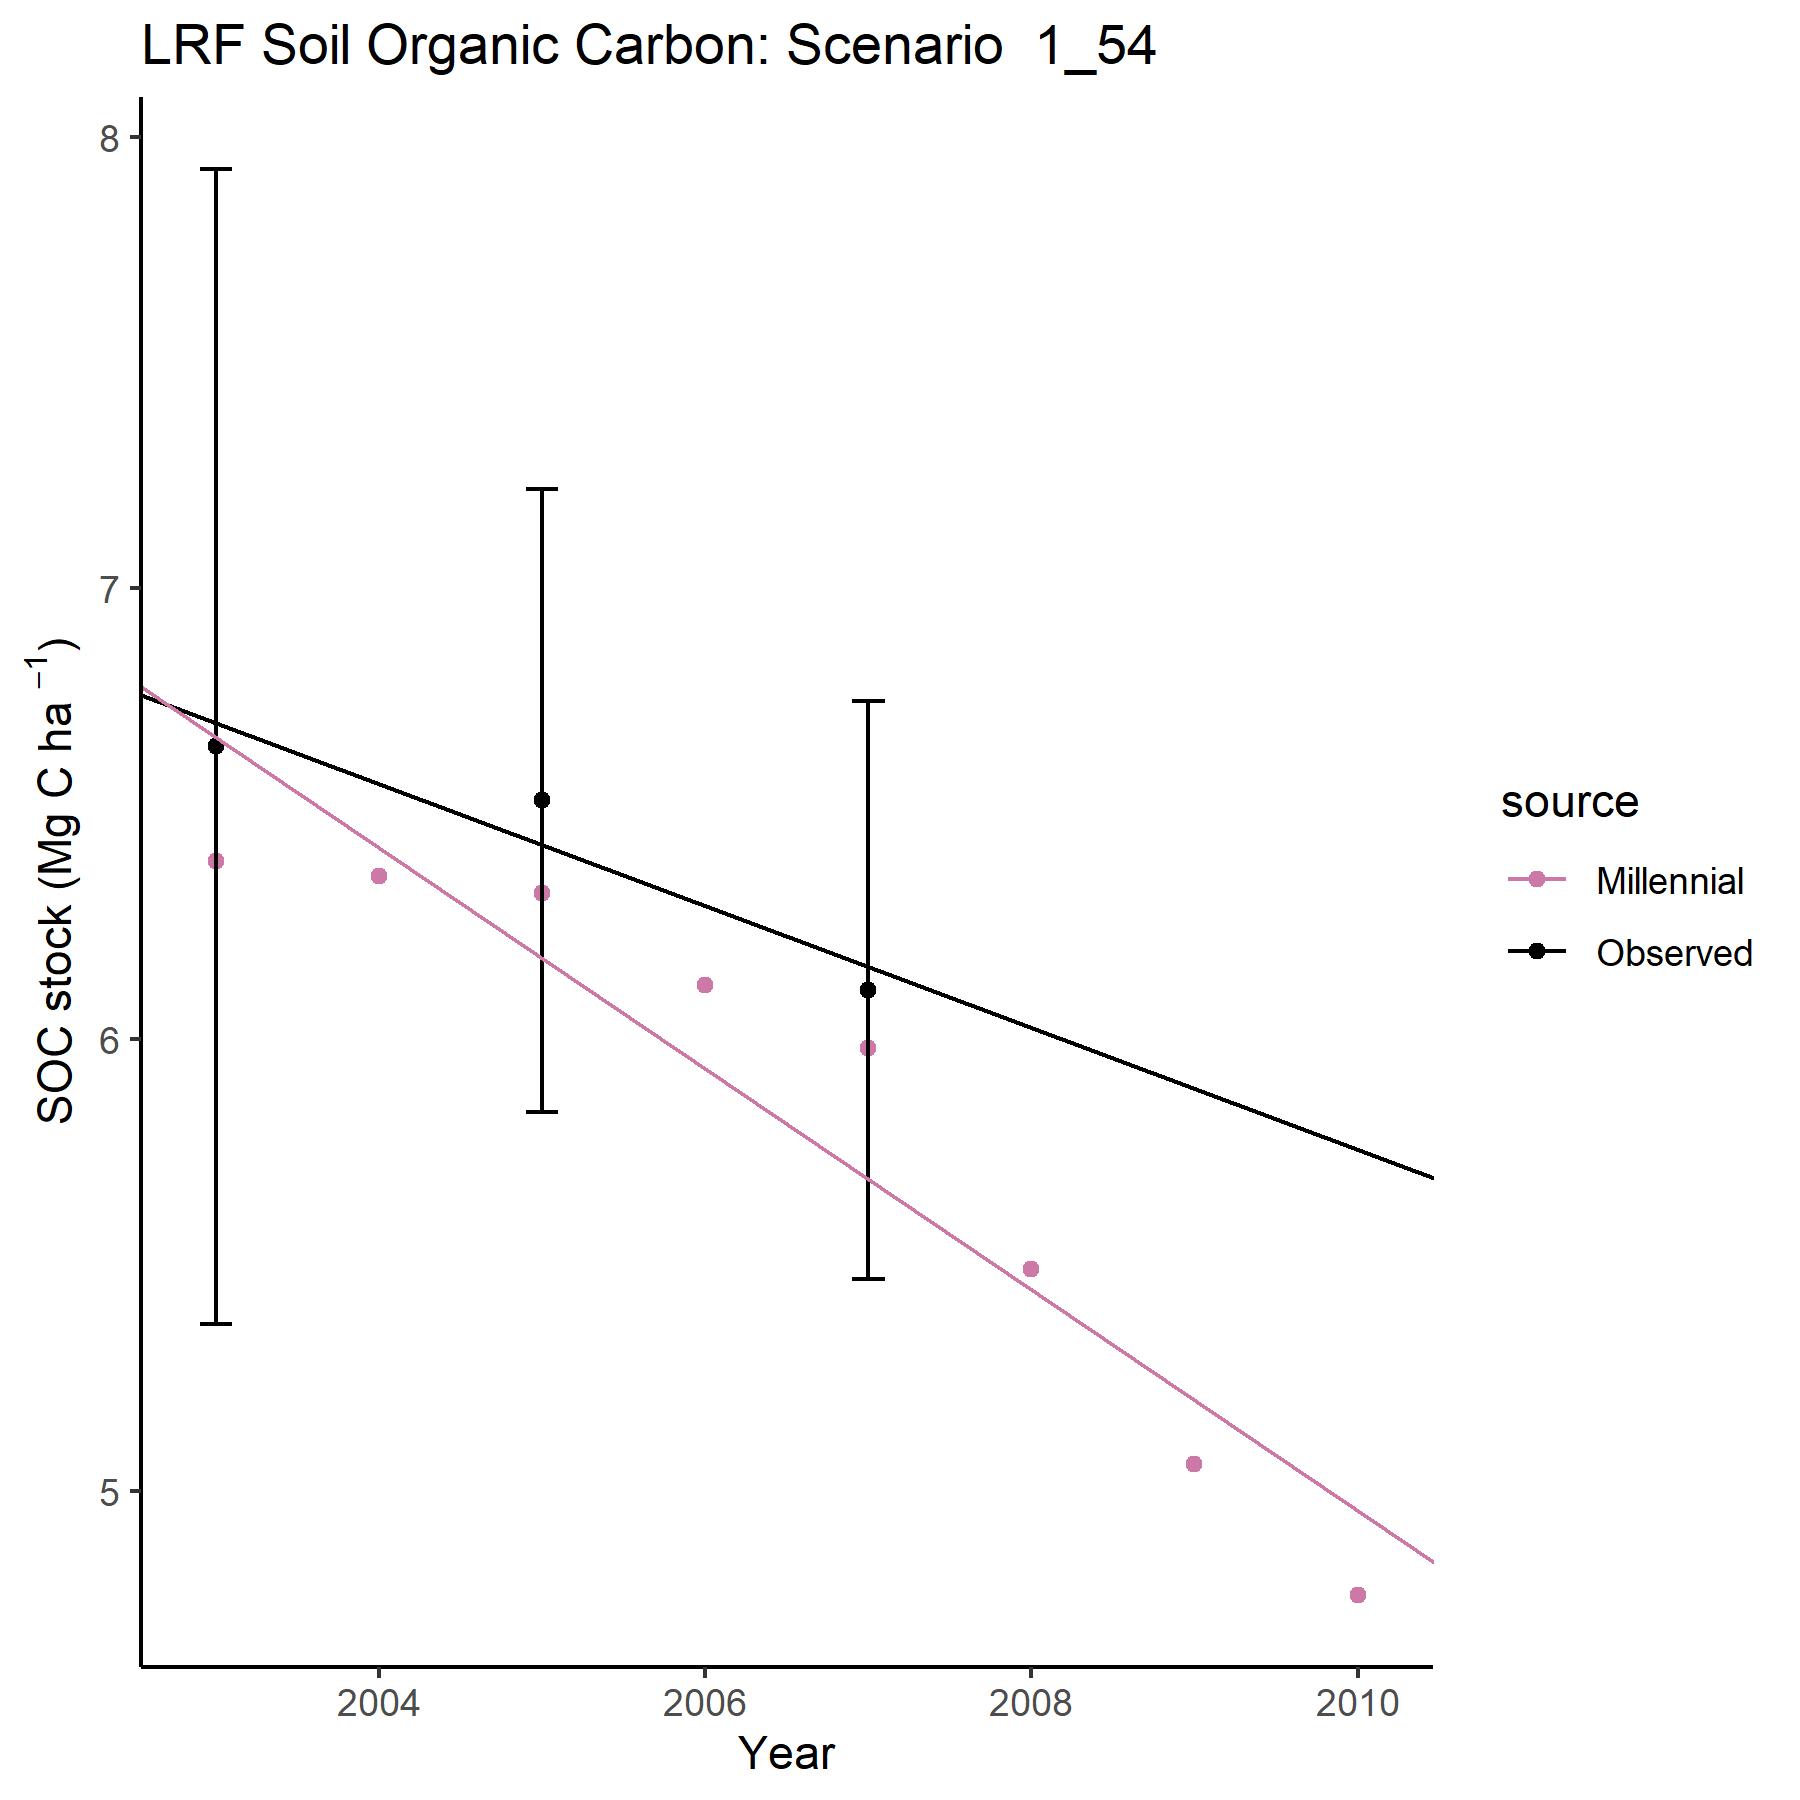 LRF Soil Organic Carbon: Scenario  1_54
SOC stock (Mg C ha ⁻¹)
8
7
6
5
2004 2006 2008 2010
Year
source
Millennial
Observed